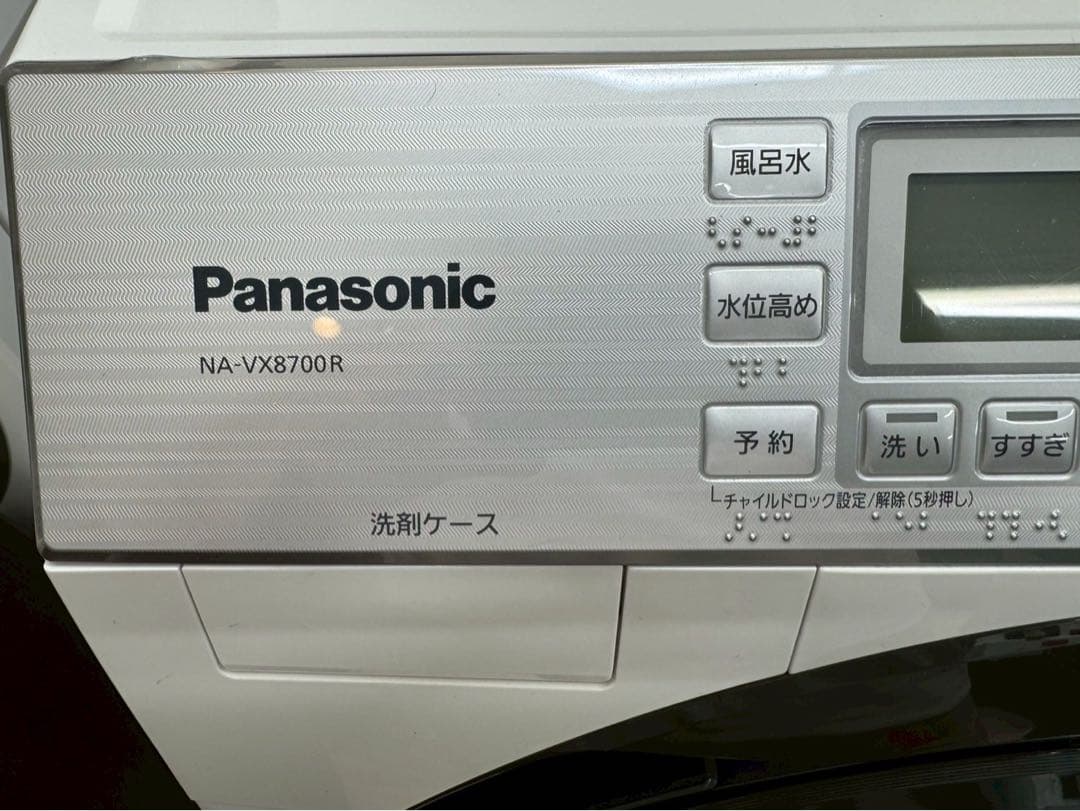 Panasonic
NA-VX8700R
洗剤ケース
風呂水
水位高め
予約
チャイルドロック設定/解除(5秒押し)
洗い
すすぎ